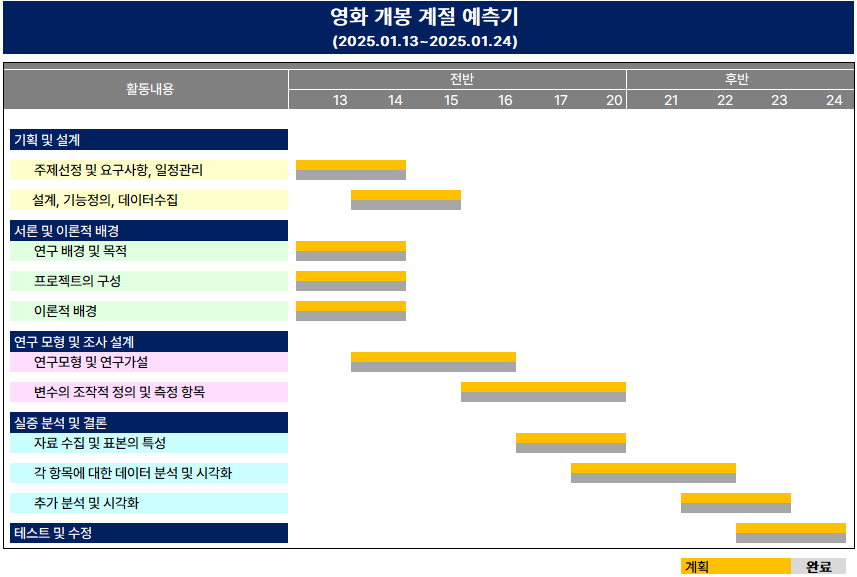 영화 개봉 계절 예측기
(2025.01.13~2025.01.24)
활동내용 전반 후반
13 14 15 16 17 20 21 22 23 24
기획 및 설계
주제선정 및 요구사항, 일정관리
설계, 기능정의, 데이터수집
서론 및 이론적 배경
연구 배경 및 목적
프로젝트의 구성
이론적 배경
연구 모형 및 조사 설계
연구모형 및 연구가설
변수의 조작적 정의 및 측정 항목
실증 분석 및 결론
자료 수집 및 표본의 특성
각 항목에 대한 데이터 분석 및 시각화
추가 분석 및 시각화
테스트 및 수정
계획 완료